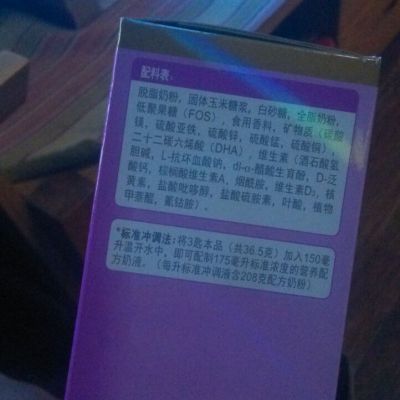 配料表:
脱脂奶粉，固体玉米糖浆，白砂糖，全脂奶粉，
低聚果糖（FOS），食用香料，矿物质（硫酸
镁，硫酸亚铁，硫酸锌，硫酸锰，硫酸铜），
二十二碳六烯酸（DHA），维生素（酒石酸氢
胆碱，L-抗坏血酸钠，dl-α-醋酸生育酚，D-泛
酸钙，棕榈酸维生素A，烟酰胺，维生素D₃，核
黄素，盐酸吡哆醇，盐酸硫胺素，叶酸，植物
甲萘醌，氰钴胺）。
*标准冲调法: 将3匙本品（共36.5克）加入150毫
升温开水中，即可配制175毫升标准浓度的营养配
方奶液。（每升标准冲调液含208克配方奶粉）